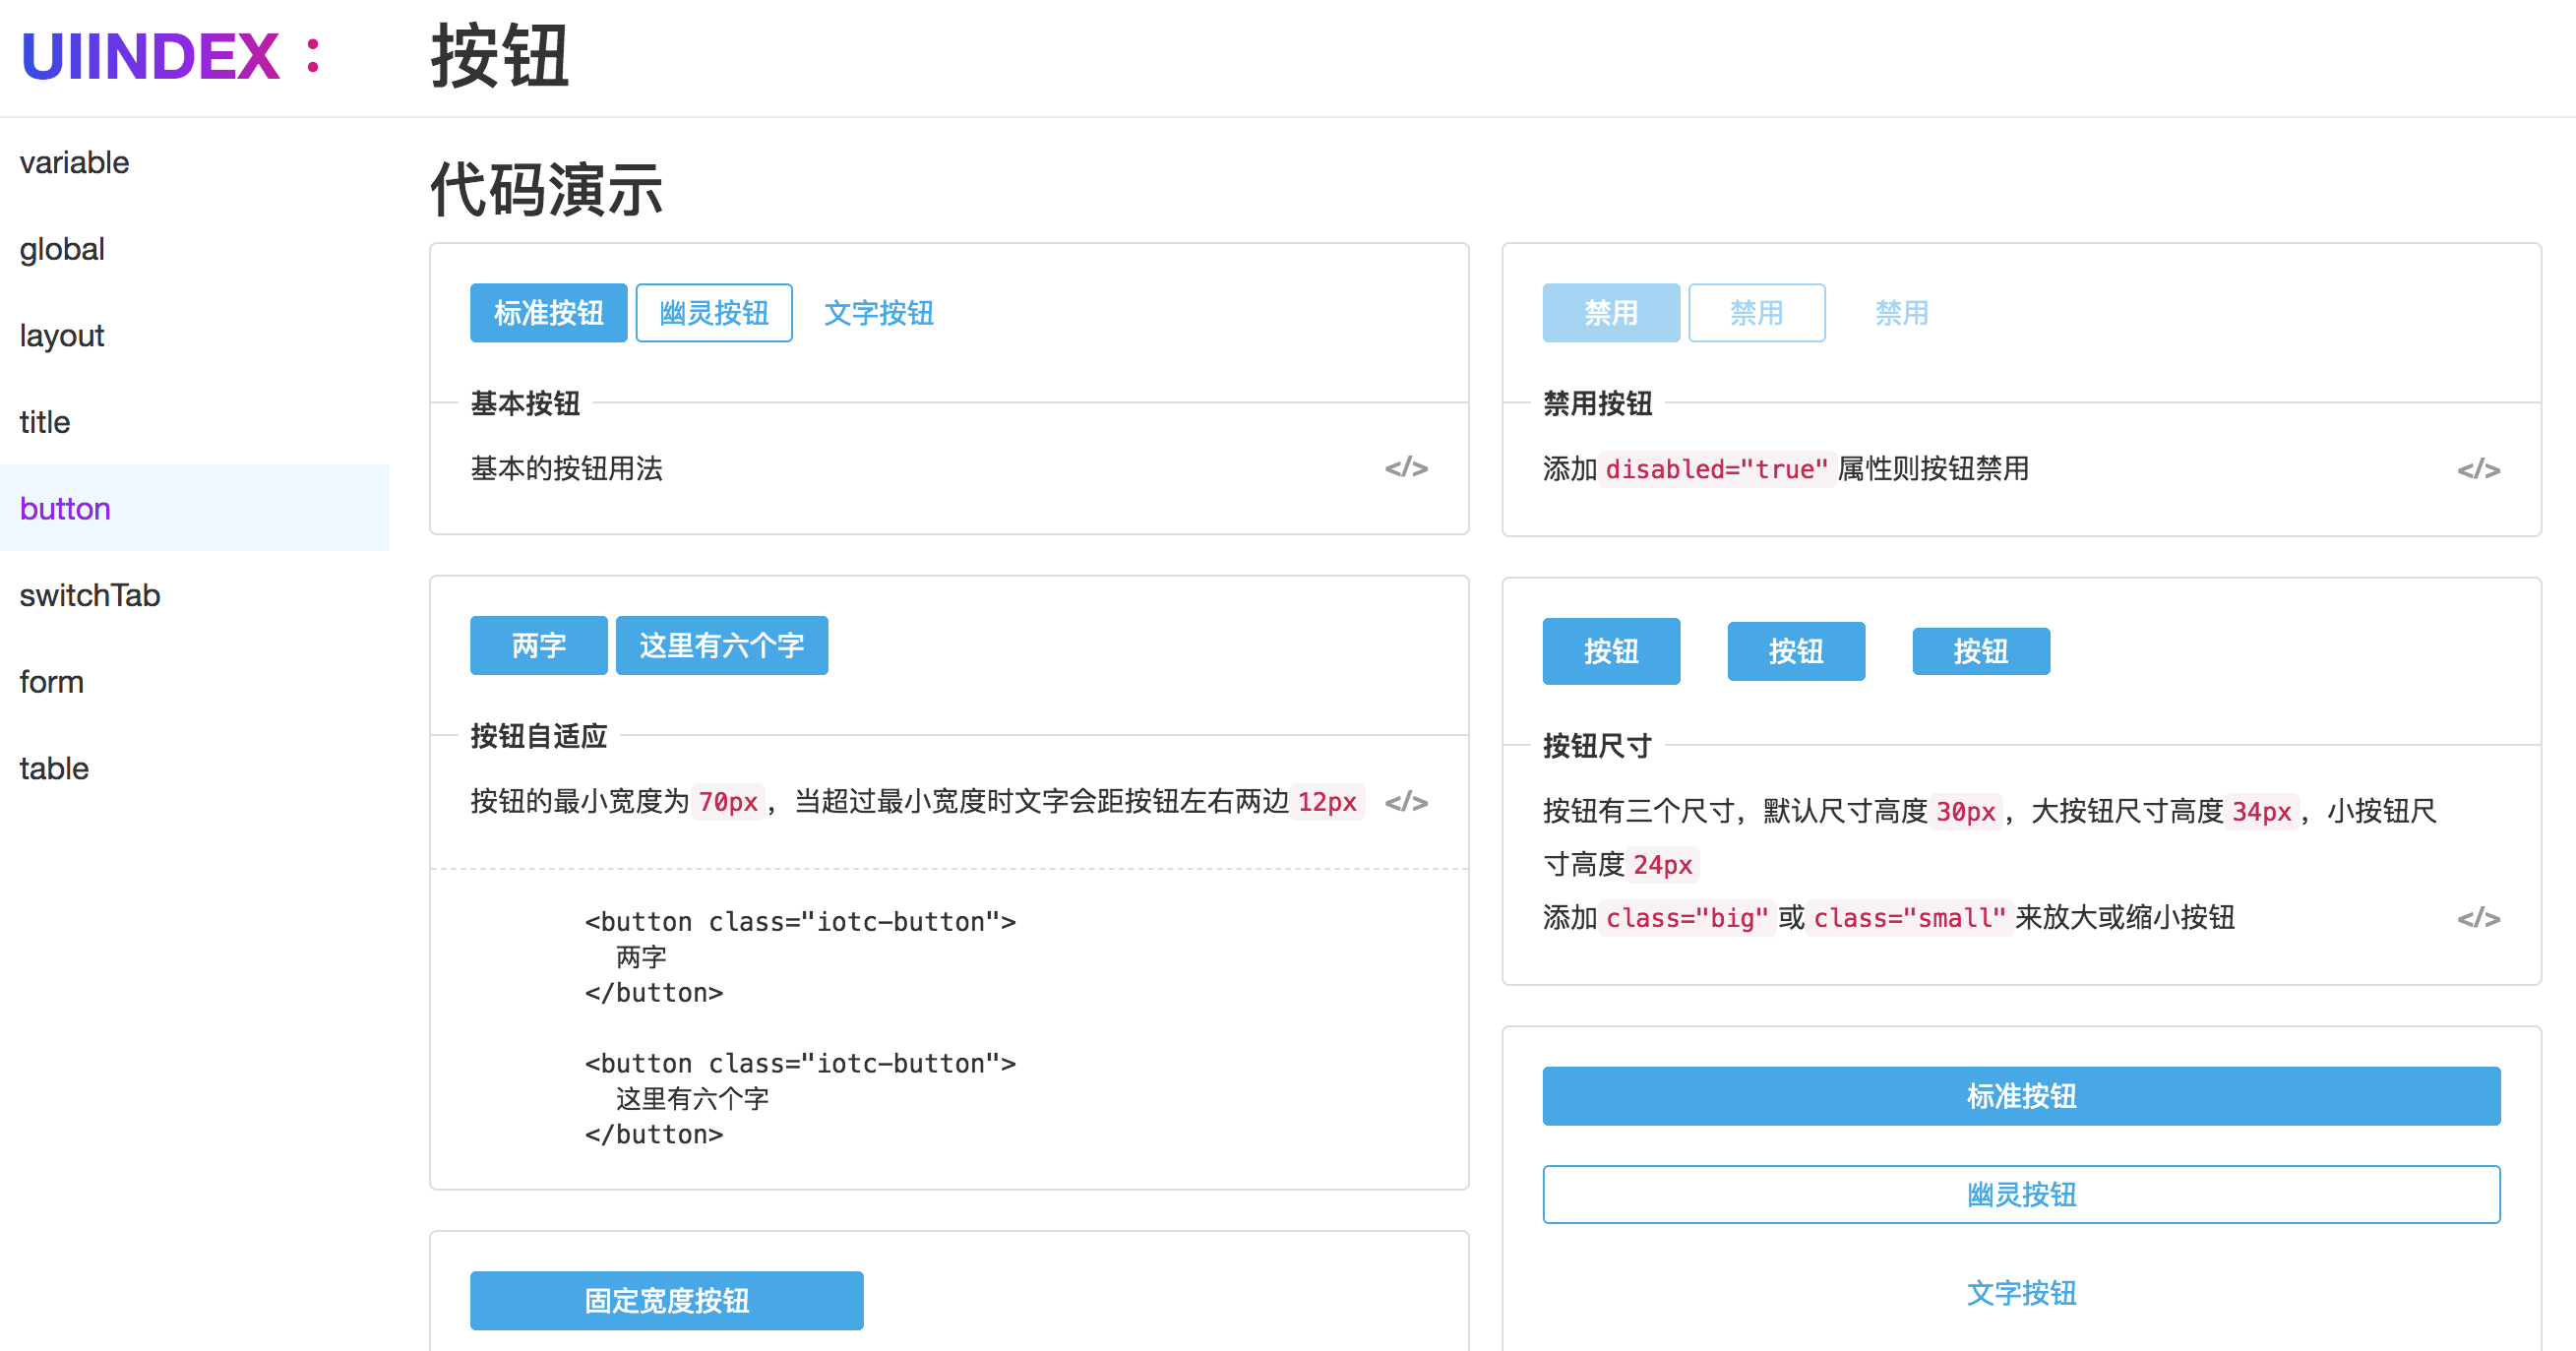 UIINDEX :
按钮
variable
global
layout
title
button
switchTab
form
table
代码演示
标准按钮 幽灵按钮 文字按钮
基本按钮
基本的按钮用法 </>
两字 这里有六个字
按钮自适应
按钮的最小宽度为 70px ，当超过最小宽度时文字会距按钮左右两边 12px </>
<button class="iotc-button">
两字
</button>
<button class="iotc-button">
这里有六个字
</button>
固定宽度按钮
禁用 禁用 禁用
禁用按钮
添加 disabled="true" 属性则按钮禁用 </>
按钮 按钮 按钮
按钮尺寸
按钮有三个尺寸，默认尺寸高度 30px ，大按钮尺寸高度 34px ，小按钮尺
寸高度 24px
添加 class="big" 或 class="small" 来放大或缩小按钮 </>
标准按钮
幽灵按钮
文字按钮